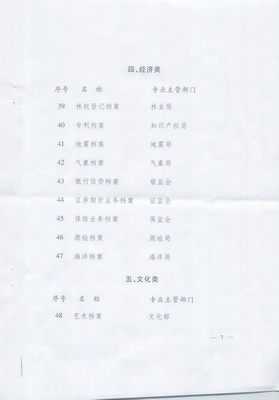 四、经济类
序号 名称 专业主管部门
39 林权登记档案 林业局
40 专利档案 知识产权局
41 地震档案 地震局
42 气象档案 气象局
43 银行信贷档案 银监会
44 证券期货业务档案 证监会
45 保险业务档案 保监会
46 测绘档案 测绘局
47 海洋档案 海洋局
五、文化类
序号 名称 专业主管部门
48 艺术档案 文化部
— 7 —